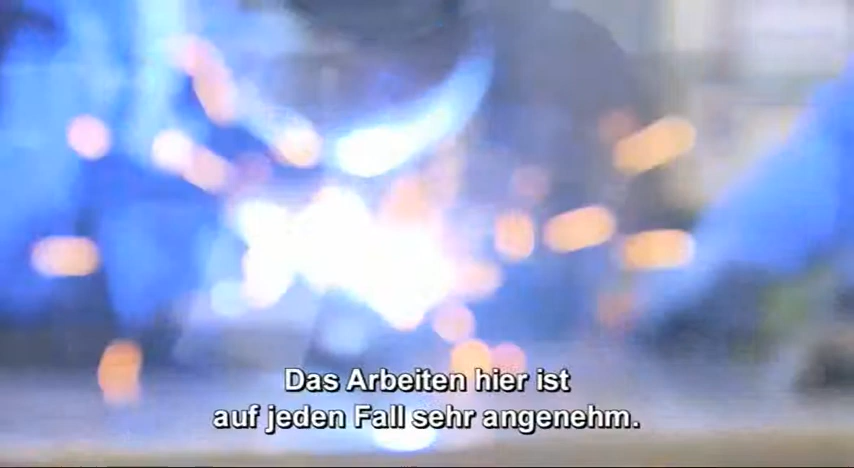 Das Arbeiten hier ist
auf jeden Fall sehr angenehm.